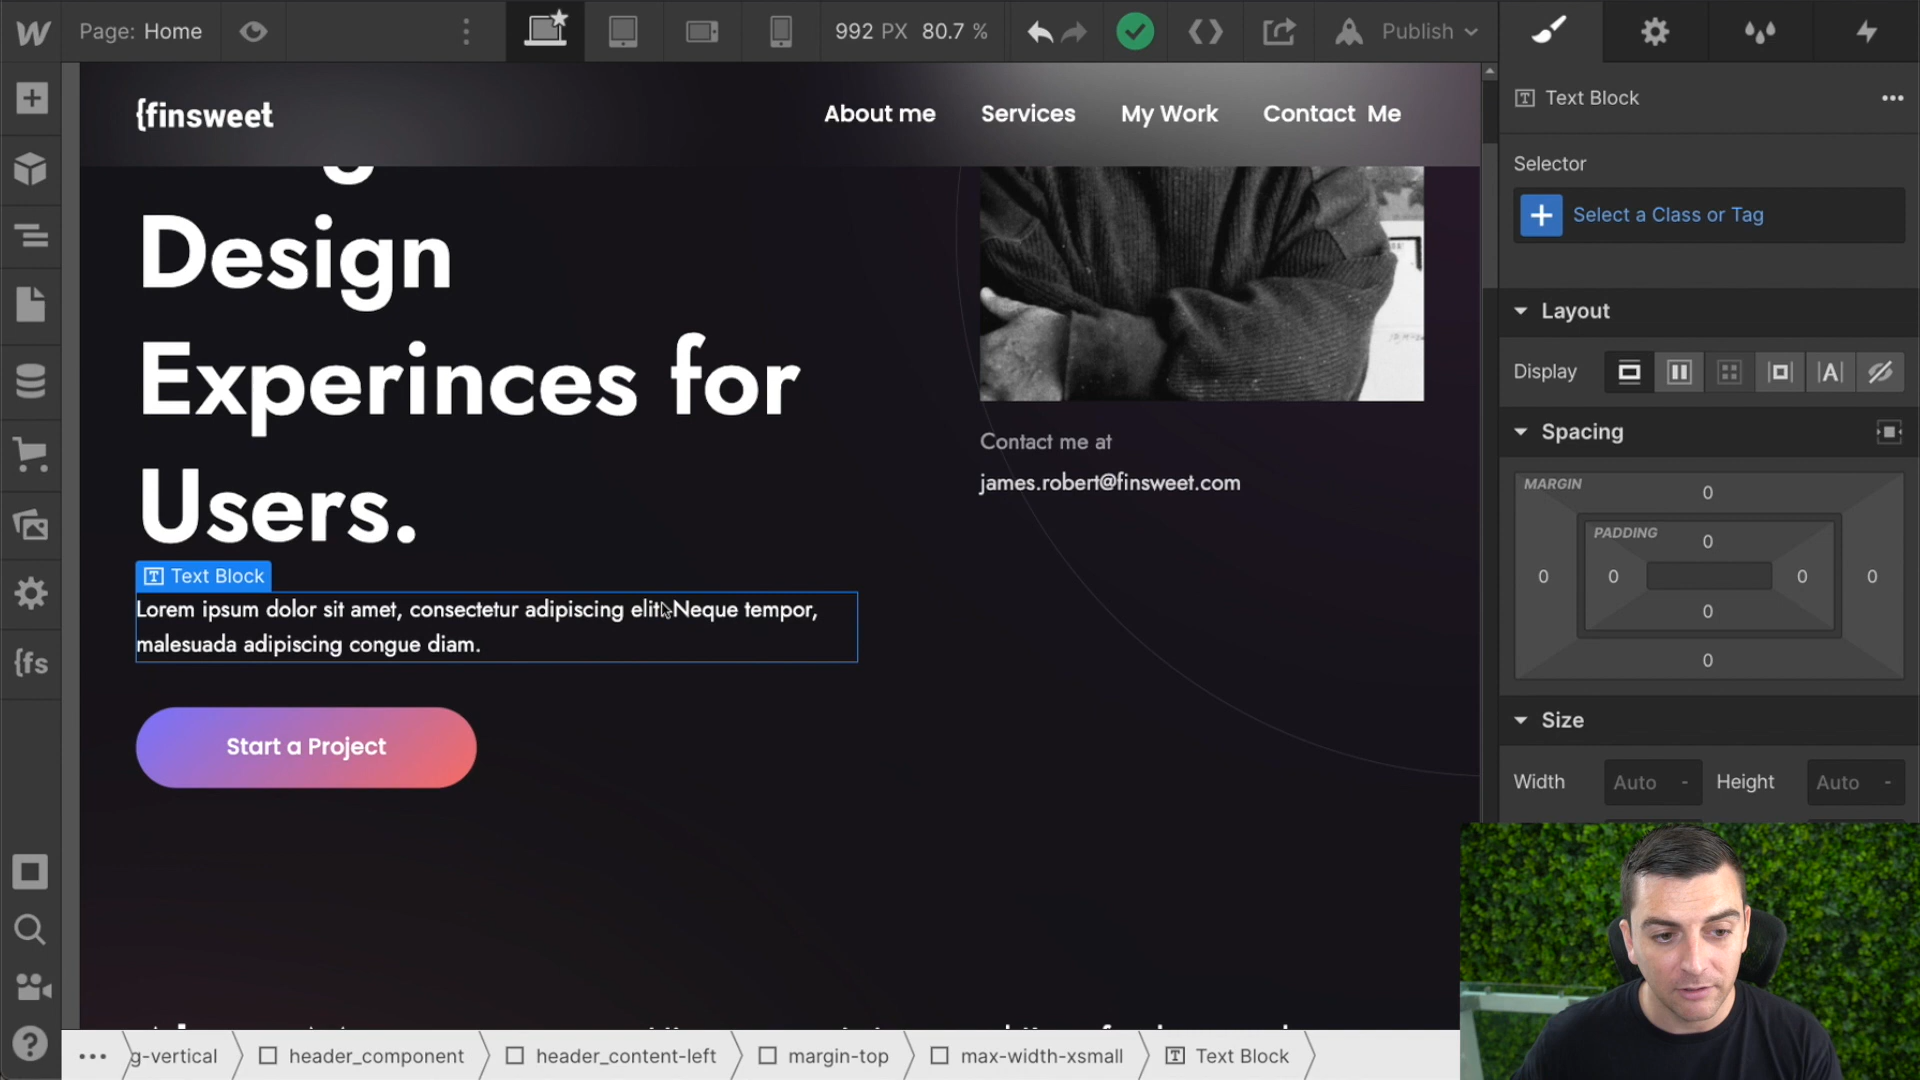 Page: Home
992 PX 80.7 %
Publish
{finsweet
About me
Services
My Work
Contact Me
Design
Experinces for
Users.
Contact me at
james.robert@finsweet.com
Text Block
Lorem ipsum dolor sit amet, consectetur adipiscing elit. Neque tempor,
malesuada adipiscing congue diam.
Start a Project
{fs
Text Block
Selector
Select a Class or Tag
Layout
Display
Spacing
MARGIN
0
PADDING
0
0
0
0
0
0
0
Size
Width
Auto
-
Height
Auto
-
g-vertical
header_component
header_content-left
margin-top
max-width-xsmall
Text Block